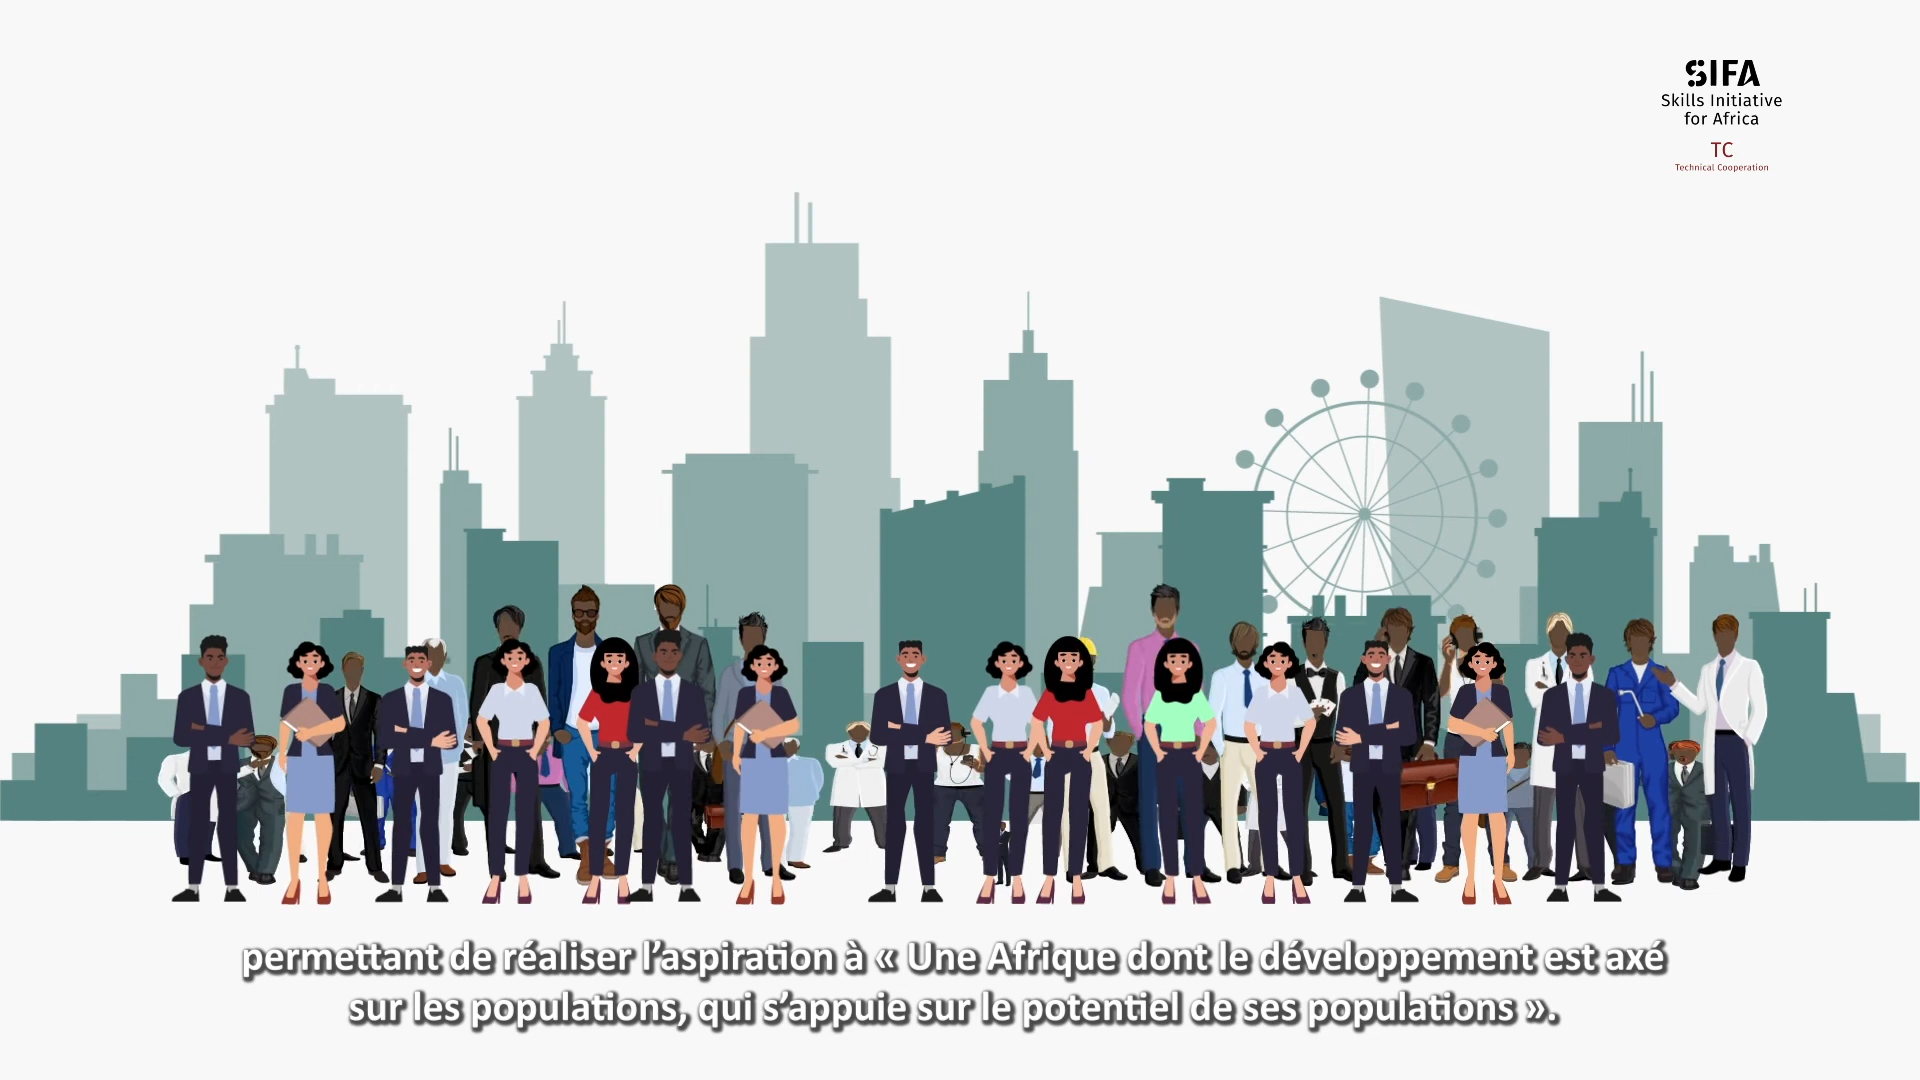 SIFA
Skills Initiative
for Africa
TC
Technical Cooperation
permettant de réaliser l’aspiration à « Une Afrique dont le développement est axé
sur les populations, qui s’appuie sur le potentiel de ses populations ».